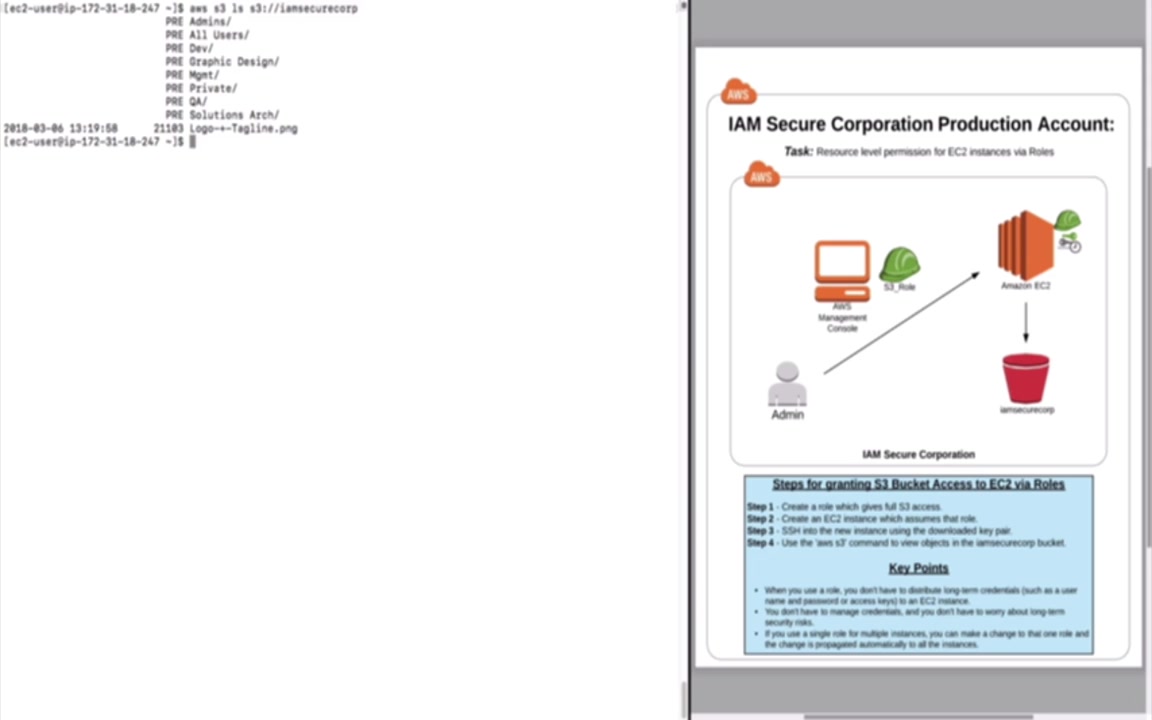 [ec2-user@ip-172-31-18-247 ~]$ aws s3 ls s3://iamsecurecorp
PRE Admins/
PRE All Users/
PRE Dev/
PRE Graphic Design/
PRE Mgmt/
PRE Private/
PRE QA/
PRE Solutions Arch/
2018-03-06 13:19:58 21103 Logo-+-Tagline.png
[ec2-user@ip-172-31-18-247 ~]$
AWS
IAM Secure Corporation Production Account:
Task: Resource level permission for EC2 instances via Roles
AWS
S3_Role
AWS
Management
Console
Amazon EC2
Admin
iamsecurecorp
IAM Secure Corporation
Steps for granting S3 Bucket Access to EC2 via Roles
Step 1 - Create a role which gives full S3 access.
Step 2 - Create an EC2 instance which assumes that role.
Step 3 - SSH into the new instance using the downloaded key pair.
Step 4 - Use the 'aws s3' command to view objects in the iamsecurecorp bucket.
Key Points
• When you use a role, you don't have to distribute long-term credentials (such as a user
name and password or access keys) to an EC2 instance.
• You don't have to manage credentials, and you don't have to worry about long-term
security risks.
• If you use a single role for multiple instances, you can make a change to that one role and
the change is propagated automatically to all the instances.